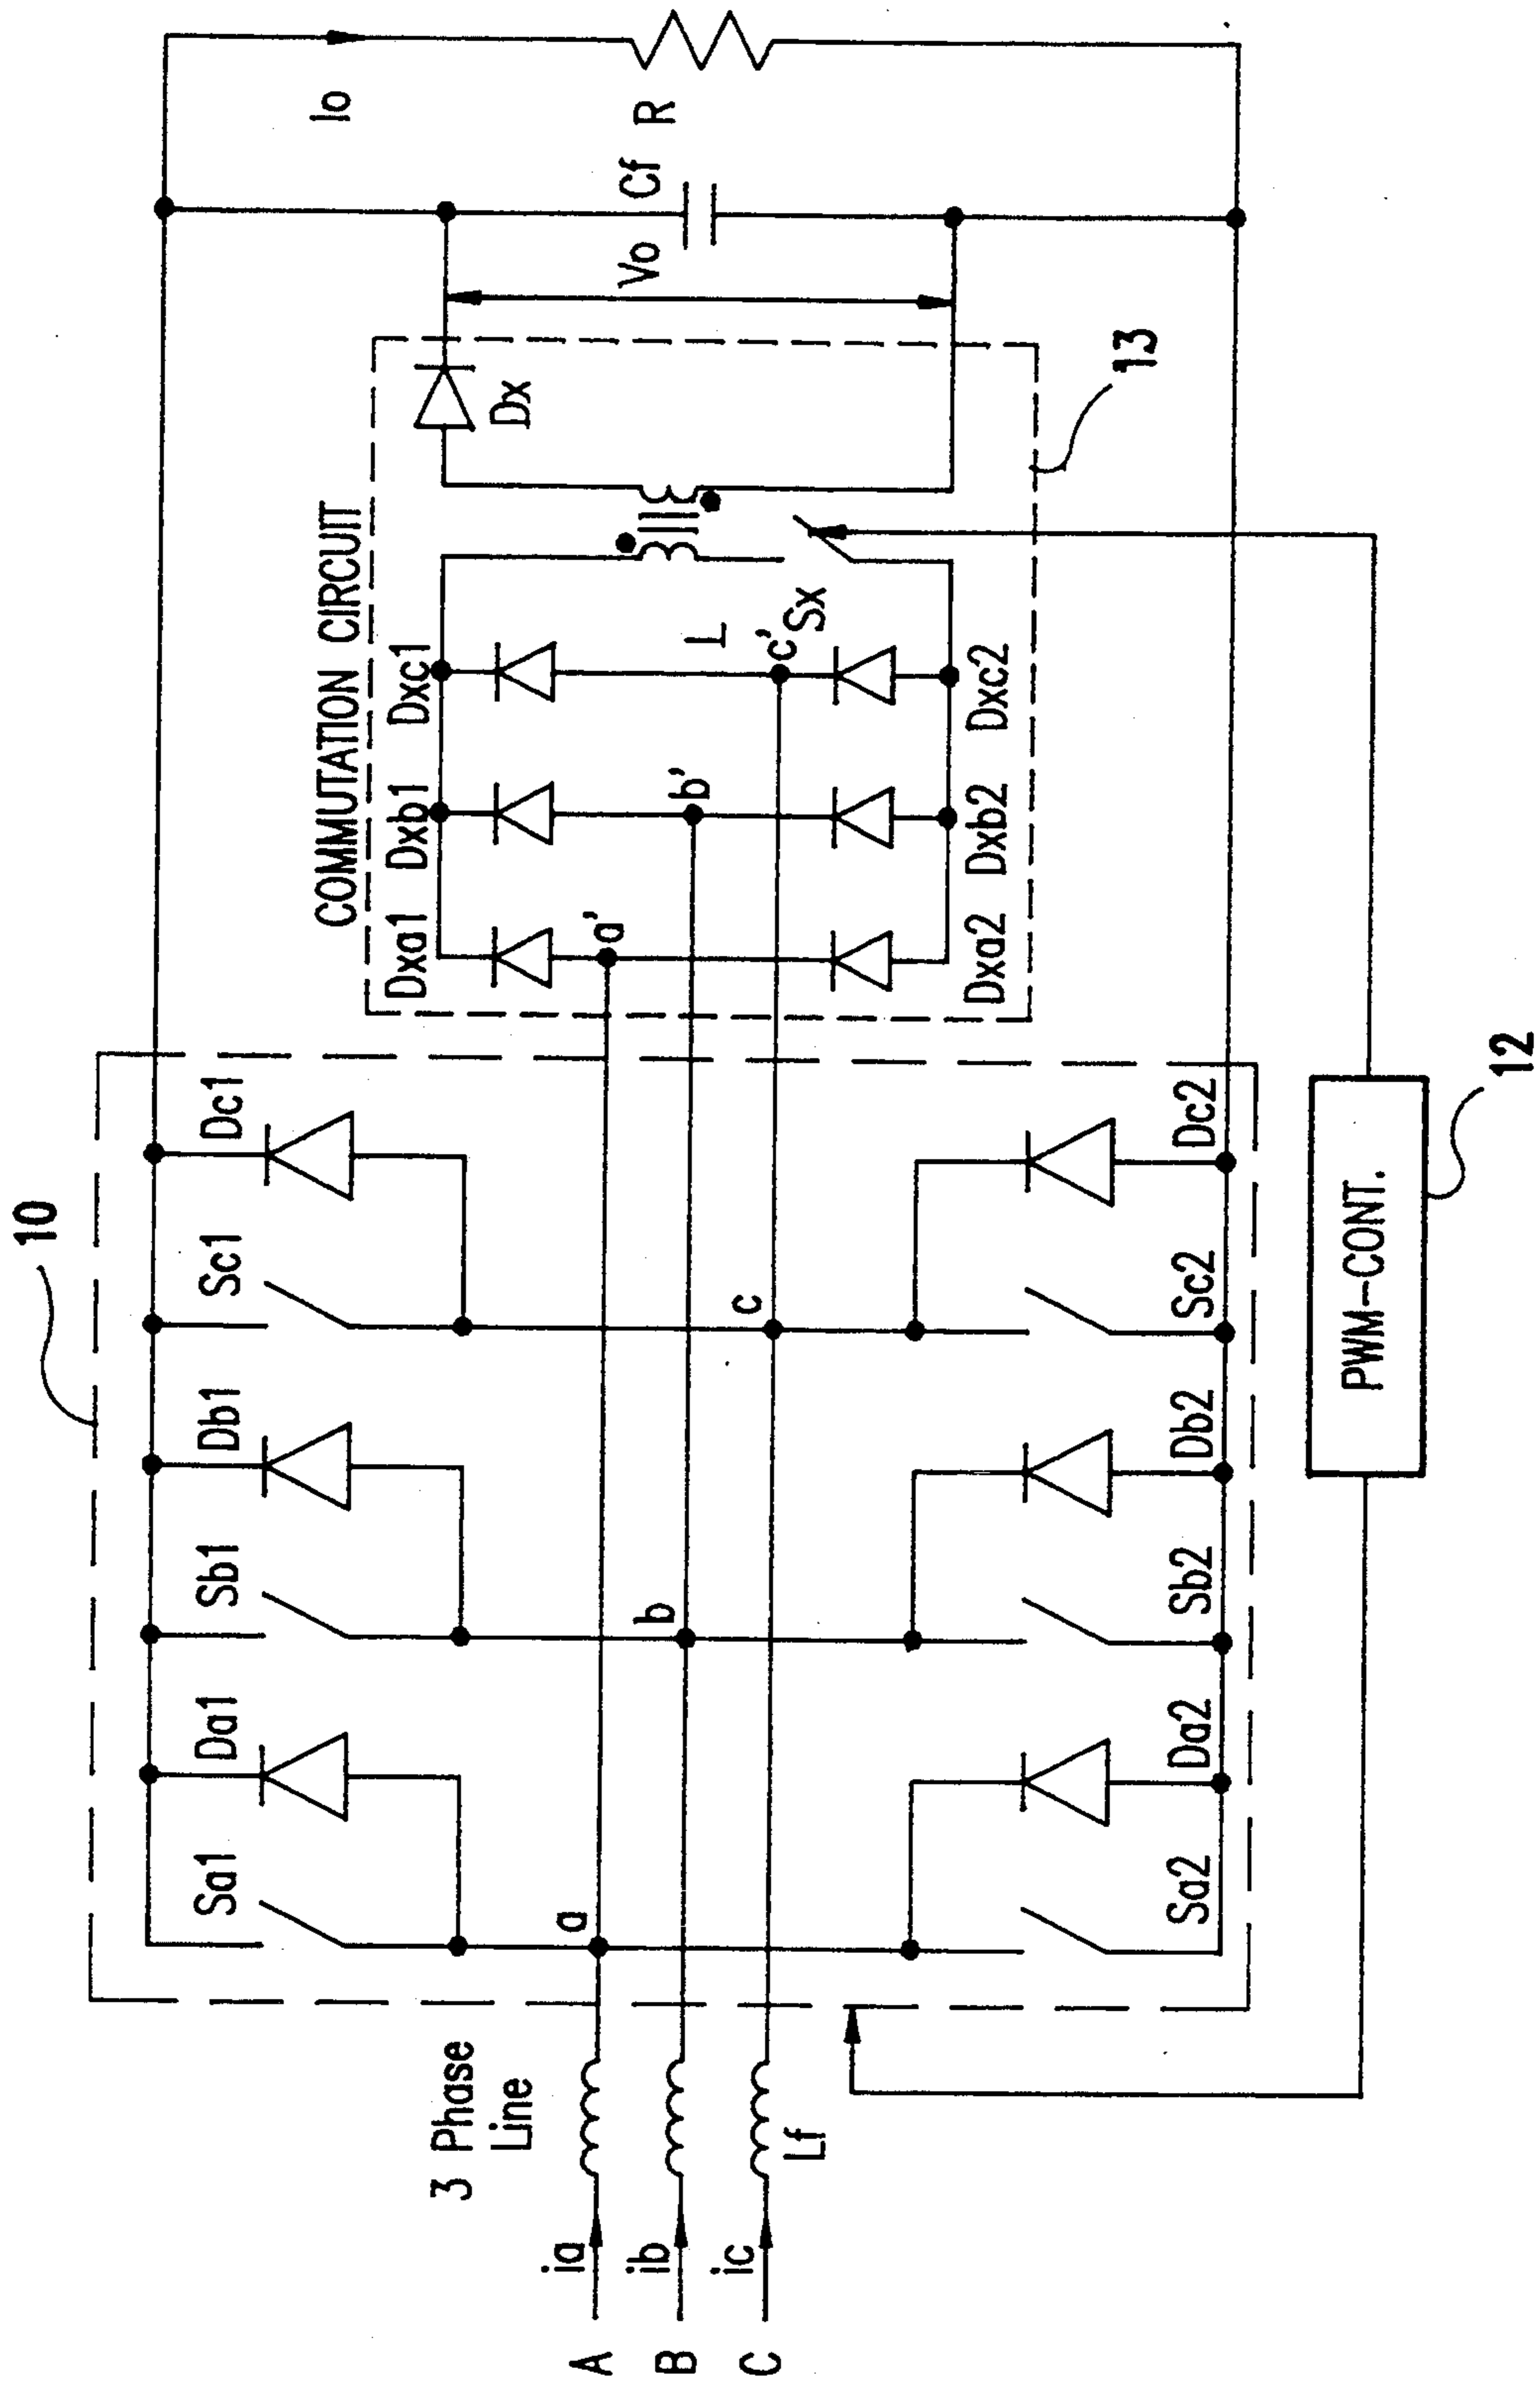 10
Sa1
Da1
Sb1
Db1
Sc1
Dc1
COMMUTATION CIRCUIT
Dxa1
Dxb1
Dxc1
Dx
Io
3 Phase
Line
A
ia
a
a'
B
ib
b
b'
C
ic
c
c'
Lf
L
Sx
Vo
Cf
R
Sa2
Da2
Sb2
Db2
Sc2
Dc2
Dxa2
Dxb2
Dxc2
13
PWM-CONT.
12